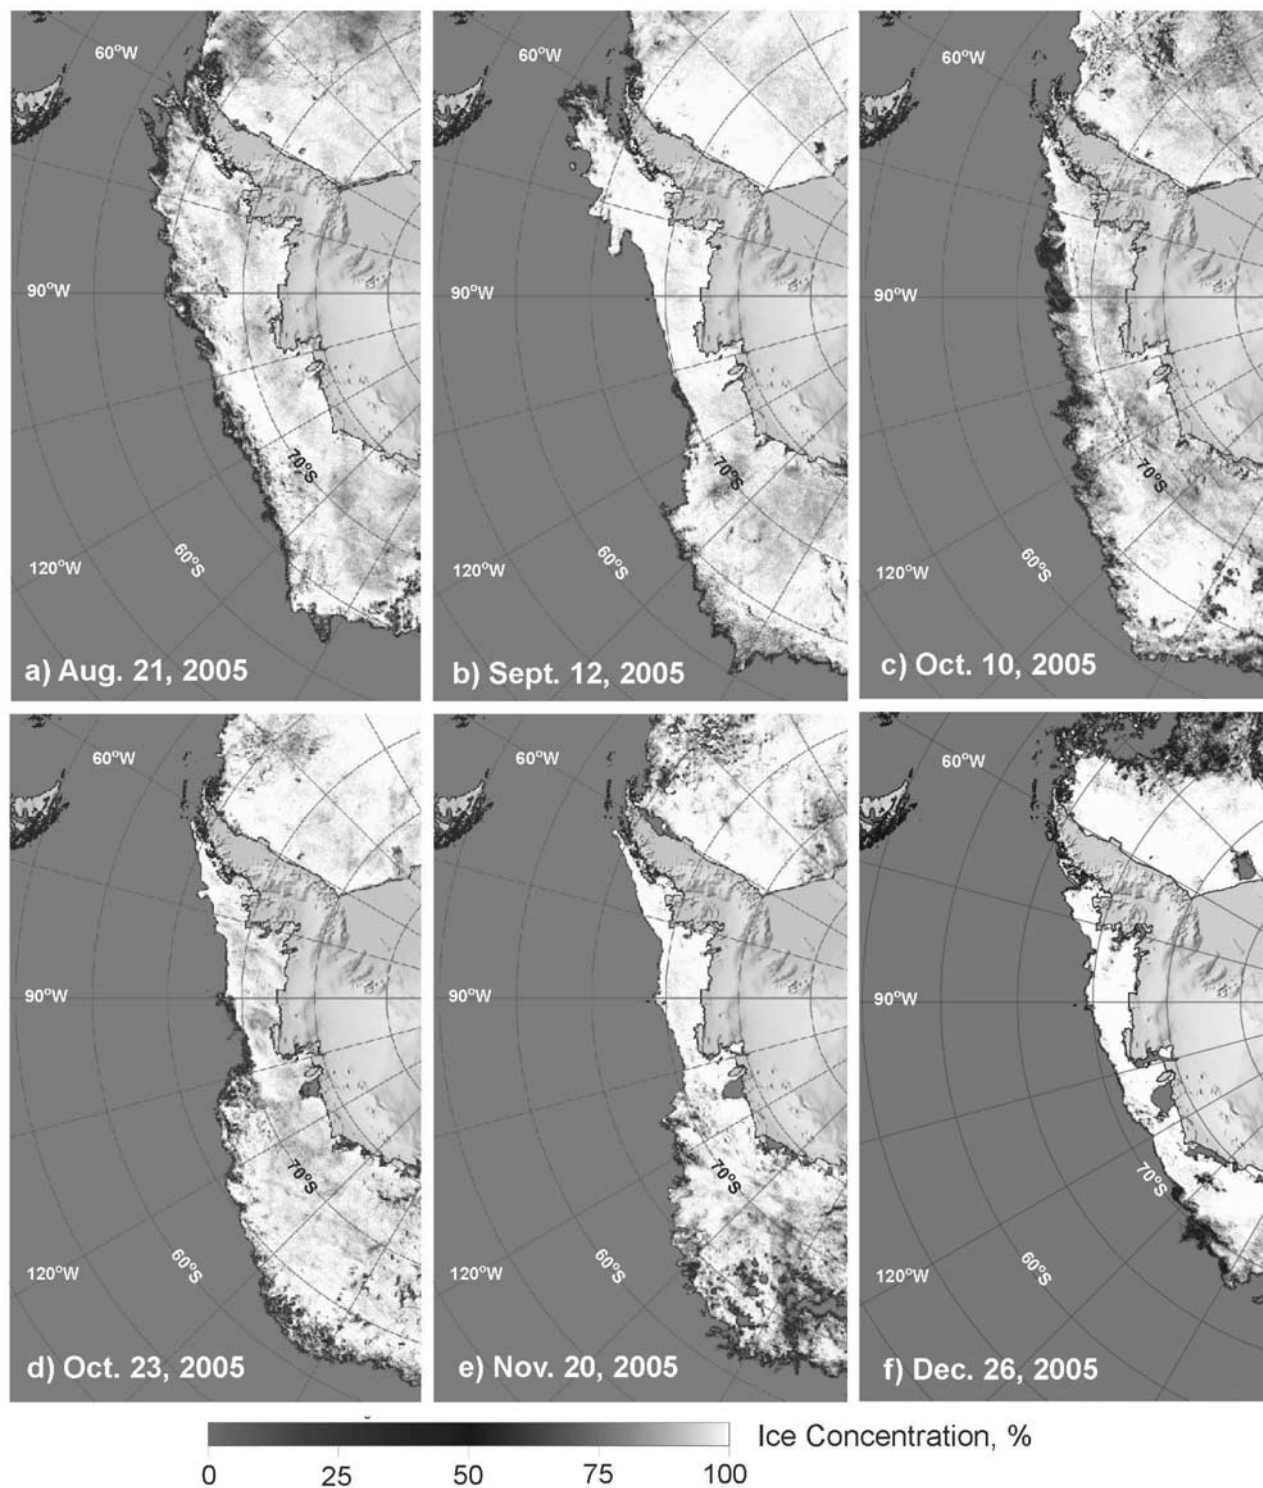 60°W
90°W
70°S
120°W
60°S
a) Aug. 21, 2005
60°W
90°W
70°S
120°W
60°S
b) Sept. 12, 2005
60°W
90°W
70°S
120°W
60°S
c) Oct. 10, 2005
60°W
90°W
70°S
120°W
60°S
d) Oct. 23, 2005
60°W
90°W
70°S
120°W
60°S
e) Nov. 20, 2005
60°W
90°W
70°S
120°W
60°S
f) Dec. 26, 2005
Ice Concentration, %
0 25 50 75 100